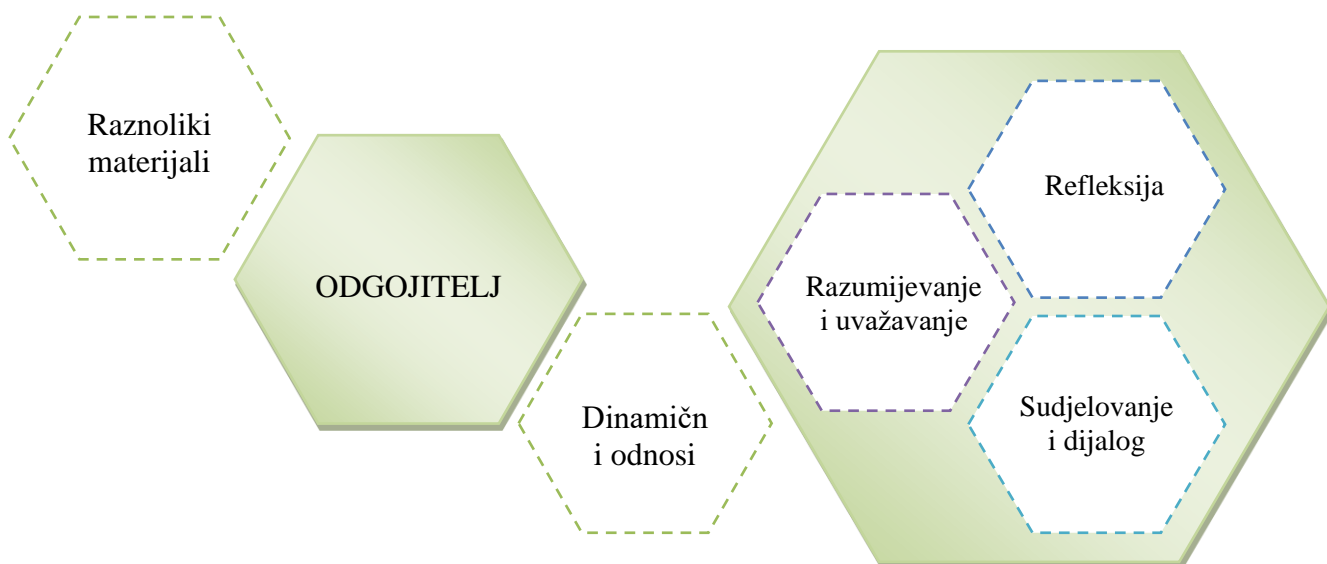 Raznoliki
materijali
ODGOJITELJ
Dinamičn
i odnosi
Razumijevanje
i uvažavanje
Refleksija
Sudjelovanje
i dijalog